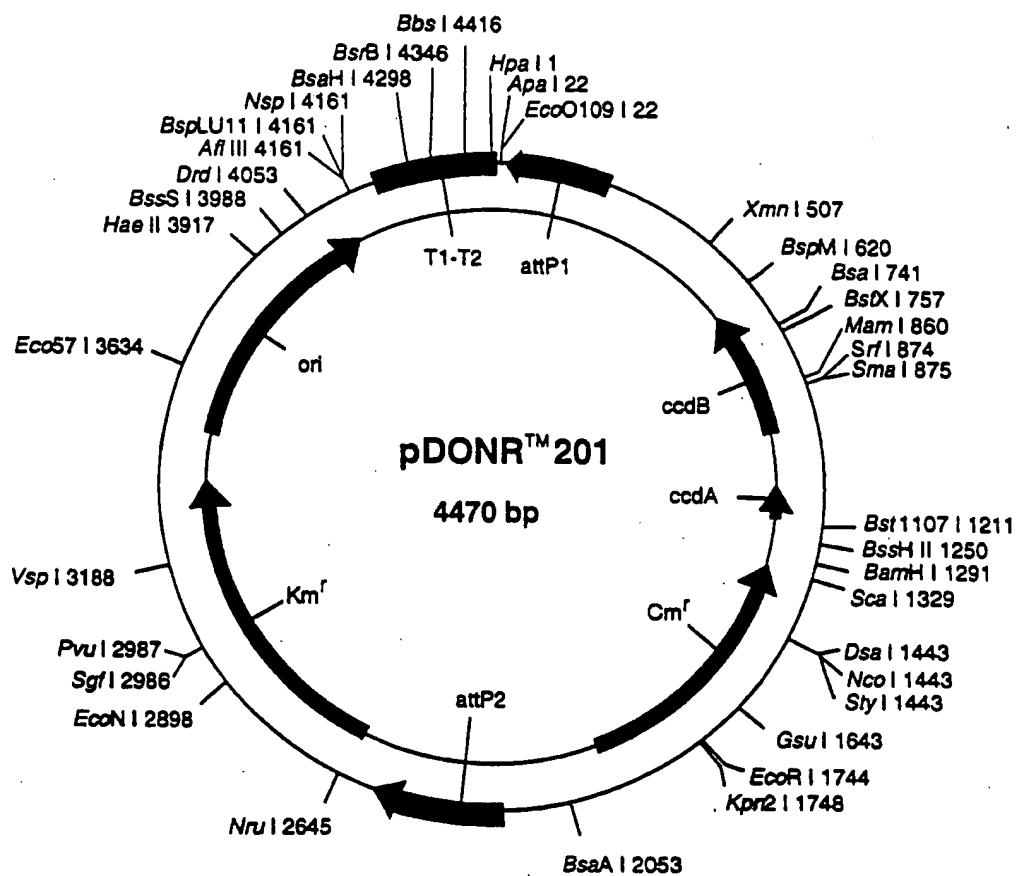 Bbs I 4416
BsrB I 4346
BsaH I 4298
Nsp I 4161
BspLU11 I 4161
Afl III 4161
Drd I 4053
BssS I 3988
Hae II 3917
Eco57 I 3634
Vsp I 3188
Pvu I 2987
Sgf I 2986
EcoN I 2898
Nru I 2645
Hpa I 1
Apa I 22
EcoO109 I 22
Xmn I 507
BspM I 620
Bsa I 741
BstX I 757
Mam I 860
Srf I 874
Sma I 875
Bst1107 I 1211
BssH II 1250
BamH I 1291
Sca I 1329
Dsa I 1443
Nco I 1443
Sty I 1443
Gsu I 1643
EcoR I 1744
Kpn2 I 1748
BsaA I 2053
T1-T2
attP1
ori
ccdB
pDONR™ 201
4470 bp
ccdA
Kmʳ
Cmʳ
attP2